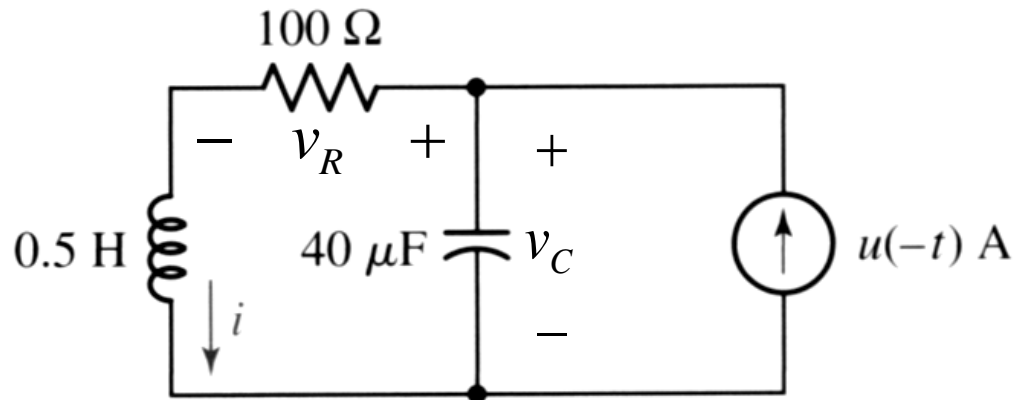 100 Ω
− v_R + +
0.5 H 40 μF v_C u(−t) A
i
−